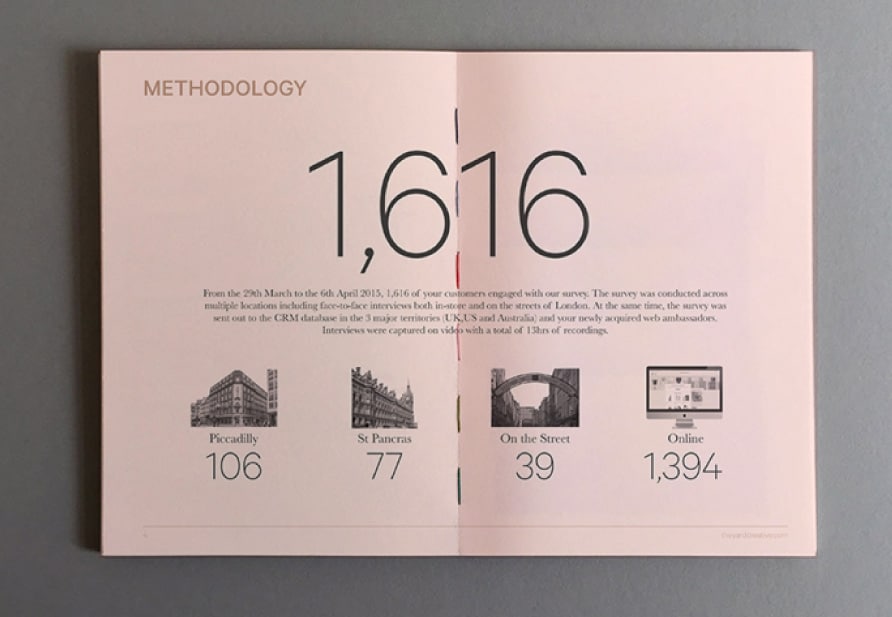 METHODOLOGY
1,616
From the 29th March to the 6th April 2015, 1,616 of your customers engaged with our survey. The survey was conducted across
multiple locations including face-to-face interviews both in-store and on the streets of London. At the same time, the survey was
sent out to the CRM database in the 3 major territories (UK,US and Australia) and your newly acquired web ambassadors.
Interviews were captured on video with a total of 13hrs of recordings.
Piccadilly
St Pancras
On the Street
Online
106
77
39
1,394